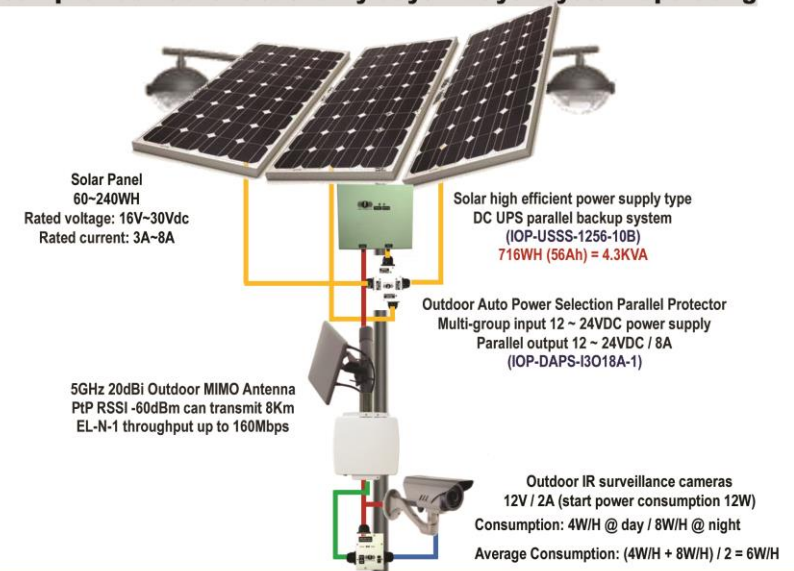 Solar Panel
60~240WH
Rated voltage: 16V~30Vdc
Rated current: 3A~8A
Solar high efficient power supply type
DC UPS parallel backup system
(IOP-USSS-1256-10B)
716WH (56Ah) = 4.3KVA
Outdoor Auto Power Selection Parallel Protector
Multi-group input 12 ~ 24VDC power supply
Parallel output 12 ~ 24VDC / 8A
(IOP-DAPS-I3O18A-1)
5GHz 20dBi Outdoor MIMO Antenna
PtP RSSI -60dBm can transmit 8Km
EL-N-1 throughput up to 160Mbps
Outdoor IR surveillance cameras
12V / 2A (start power consumption 12W)
Consumption: 4W/H @ day / 8W/H @ night
Average Consumption: (4W/H + 8W/H) / 2 = 6W/H